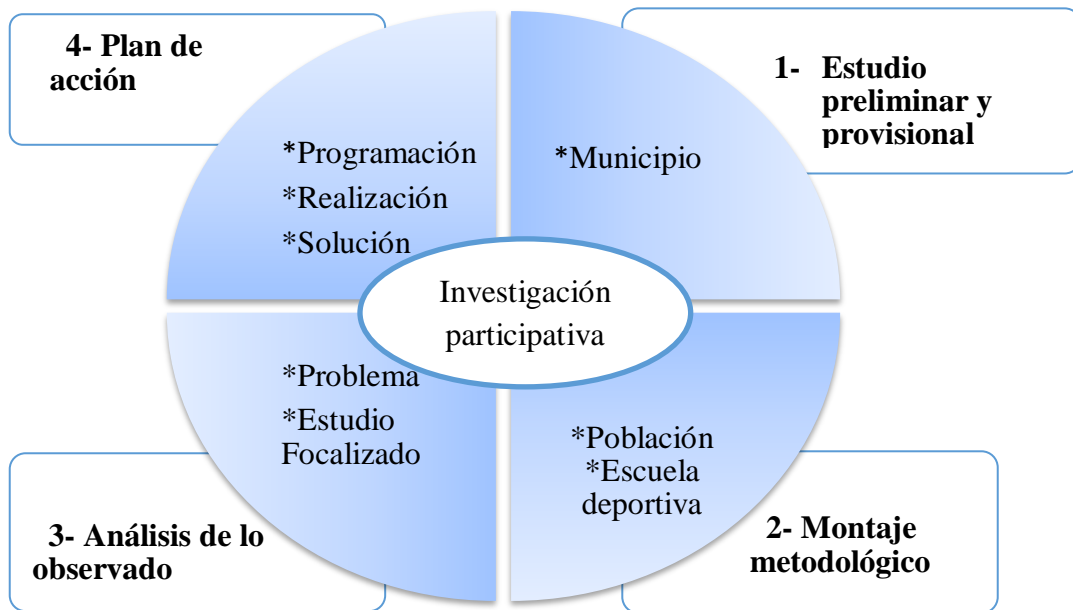 1- Estudio
preliminar y
provisional
*Municipio
2- Montaje
metodológico
*Población
*Escuela
deportiva
3- Análisis de lo
observado
*Problema
*Estudio
Focalizado
4- Plan de
acción
*Programación
*Realización
*Solución
Investigación
participativa